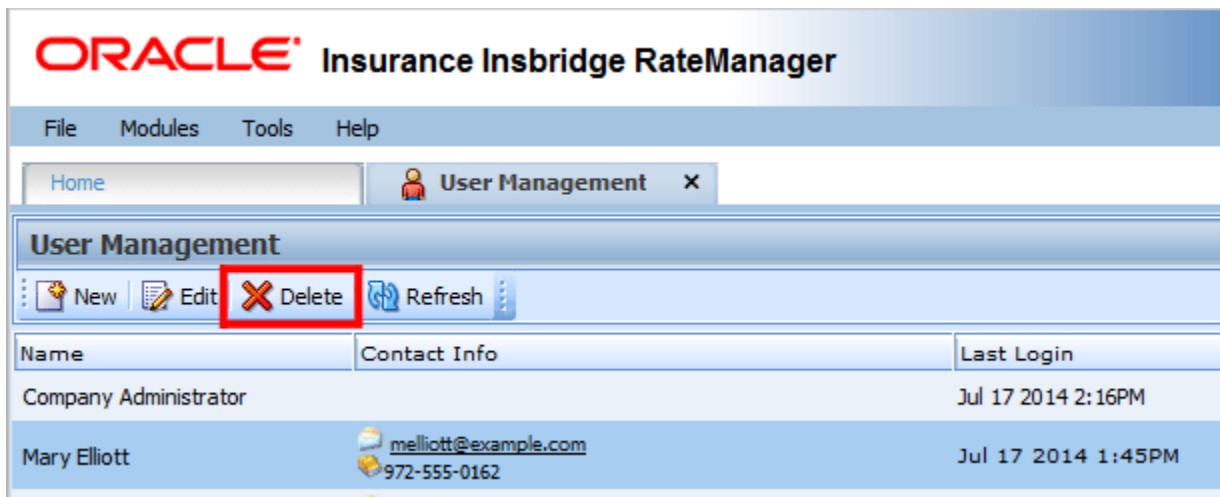 ORACLE Insurance Insbridge RateManager
File Modules Tools Help
Home User Management x
User Management
New Edit Delete Refresh
Name Contact Info Last Login
Company Administrator Jul 17 2014 2:16PM
melliott@example.com
Mary Elliott Jul 17 2014 1:45PM
972-555-0162